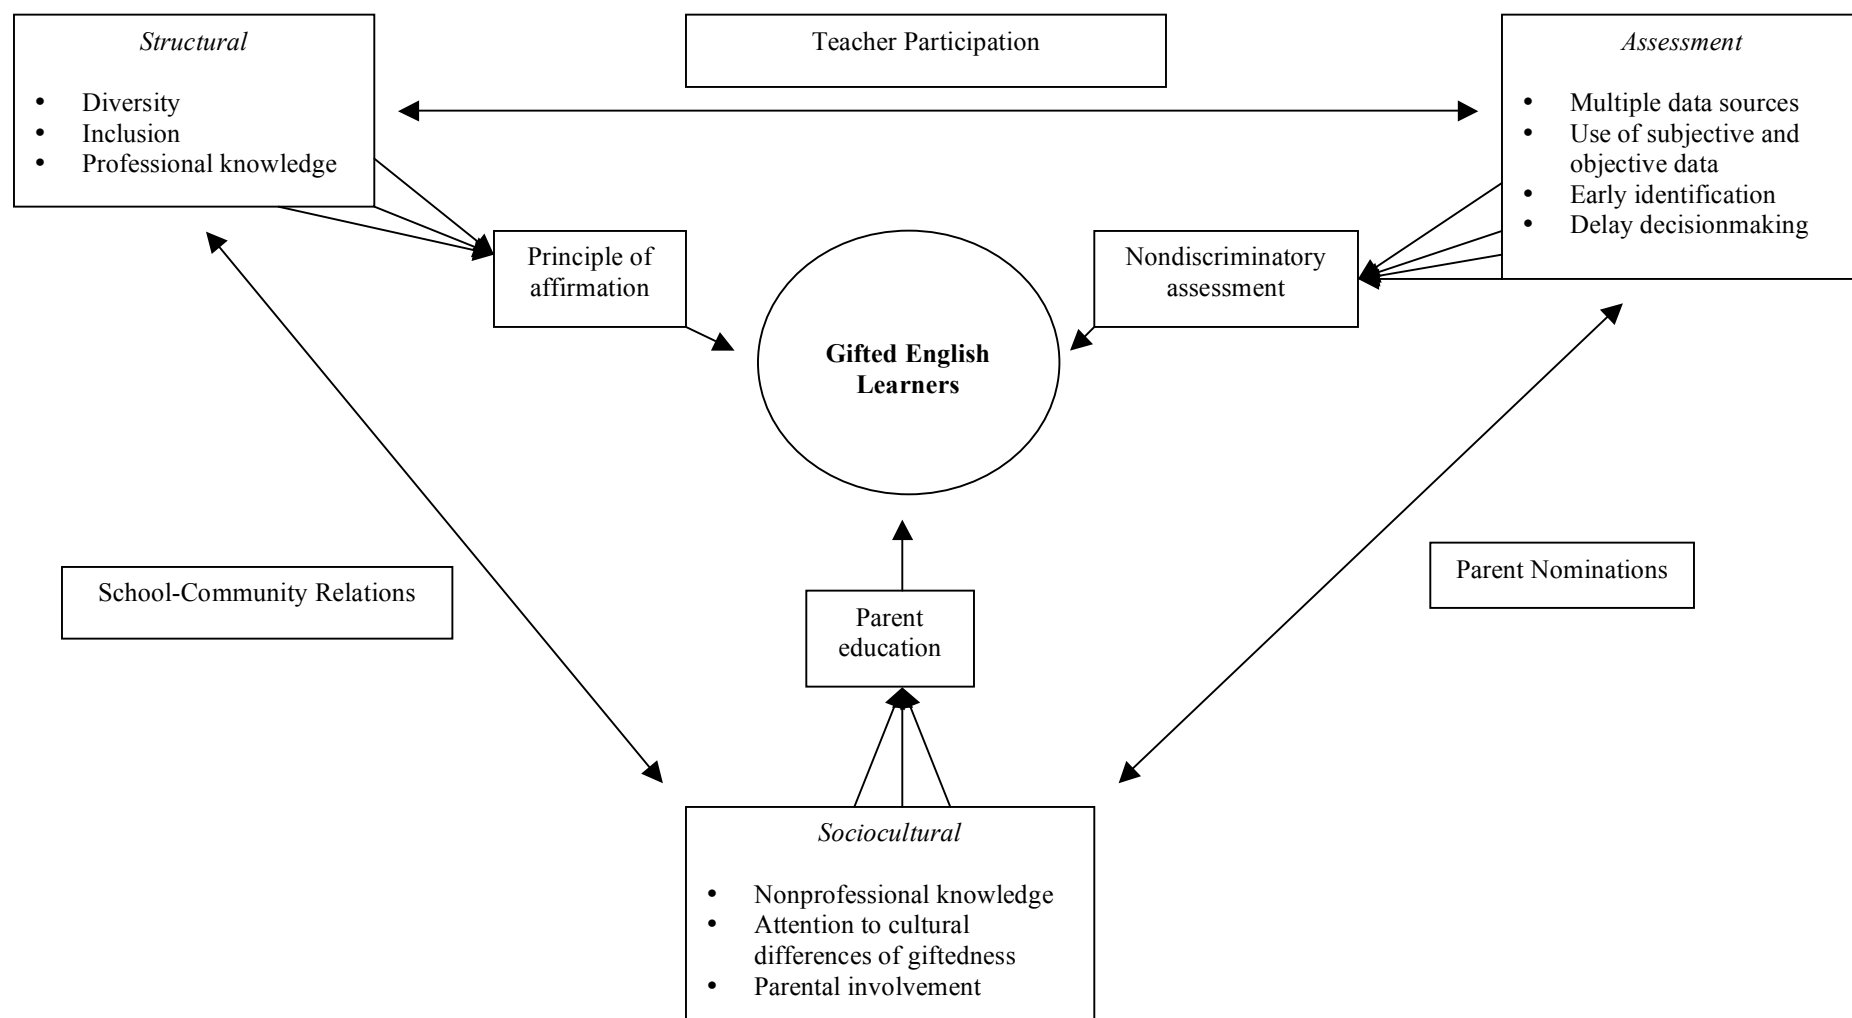 Structural
• Diversity
• Inclusion
• Professional knowledge
Teacher Participation
Assessment
• Multiple data sources
• Use of subjective and
objective data
• Early identification
• Delay decisionmaking
Principle of
affirmation
Nondiscriminatory
assessment
Gifted English
Learners
School-Community Relations
Parent Nominations
Parent
education
Sociocultural
• Nonprofessional knowledge
• Attention to cultural
differences of giftedness
• Parental involvement